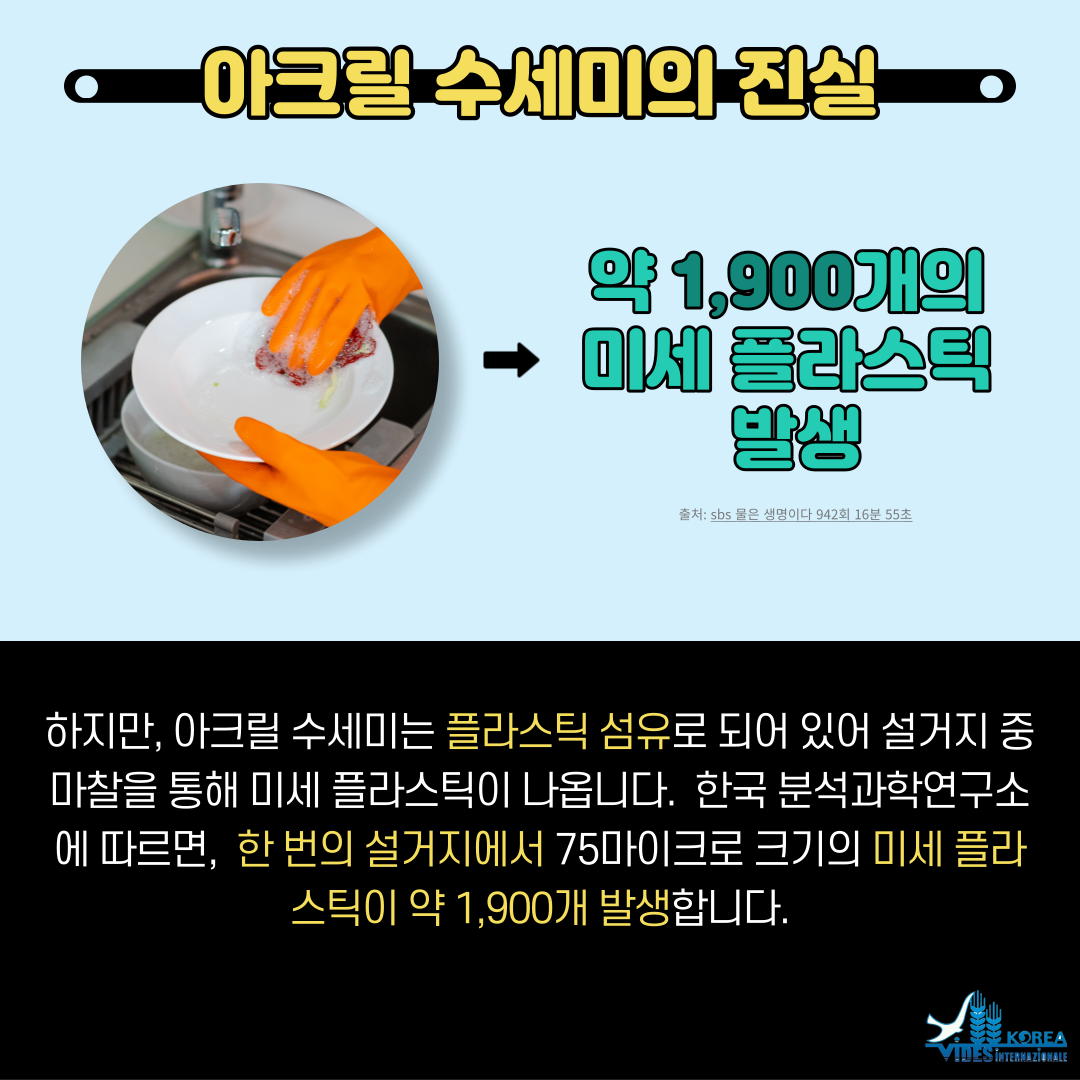 아크릴 수세미의 진실
약 1,900개의
미세 플라스틱
발생
출처: sbs 물은 생명이다 942회 16분 55초
하지만, 아크릴 수세미는 플라스틱 섬유로 되어 있어 설거지 중
마찰을 통해 미세 플라스틱이 나옵니다. 한국 분석과학연구소
에 따르면, 한 번의 설거지에서 75마이크로 크기의 미세 플라
스틱이 약 1,900개 발생합니다.
KOREA
VIDES INTERNAZIONALE